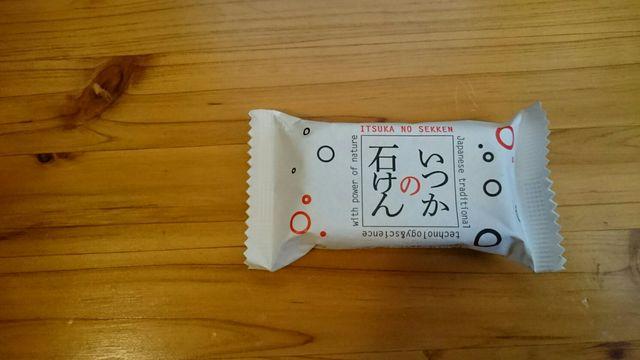 ITSUKA NO SEKKEN
いつか
の
石けん
Japanese traditional
technology&science
with power of nature